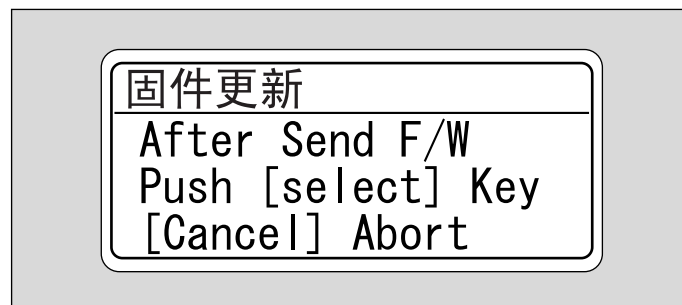 固件更新
After Send F/W
Push [select] Key
[Cancel] Abort